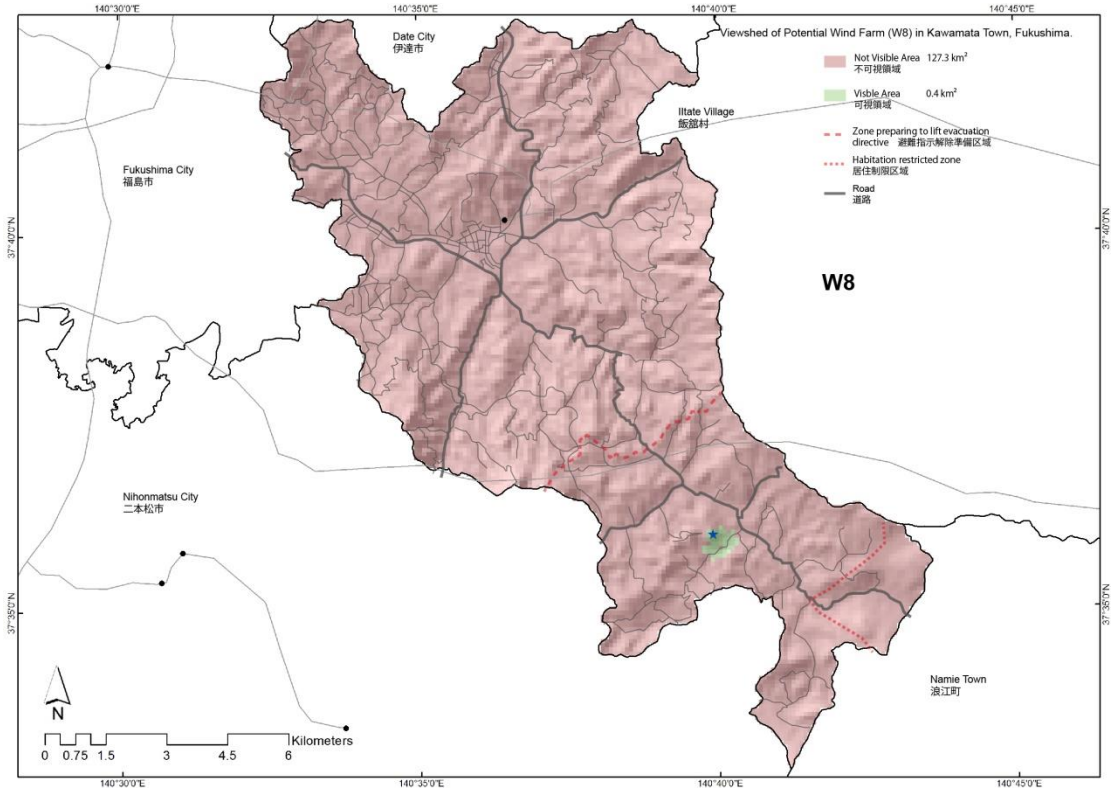 140°30'0"E
140°35'0"E
140°40'0"E
140°45'0"E
Viewshed of Potential Wind Farm (W8) in Kawamata Town, Fukushima.
Not Visible Area 127.3 km²
不可視領域
Visble Area 0.4 km²
可視領域
Zone preparing to lift evacuation
directive 避難指示解除準備区域
Habitation restricted zone
居住制限区域
Road
道路
Date City
伊達市
IItate Village
飯舘村
Fukushima City
福島市
37°40'0"N
37°40'0"N
W8
Nihonmatsu City
二本松市
37°35'0"N
37°35'0"N
Namie Town
浪江町
N
Kilometers
0 0.75 1.5 3 4.5 6
140°30'0"E
140°35'0"E
140°40'0"E
140°45'0"E